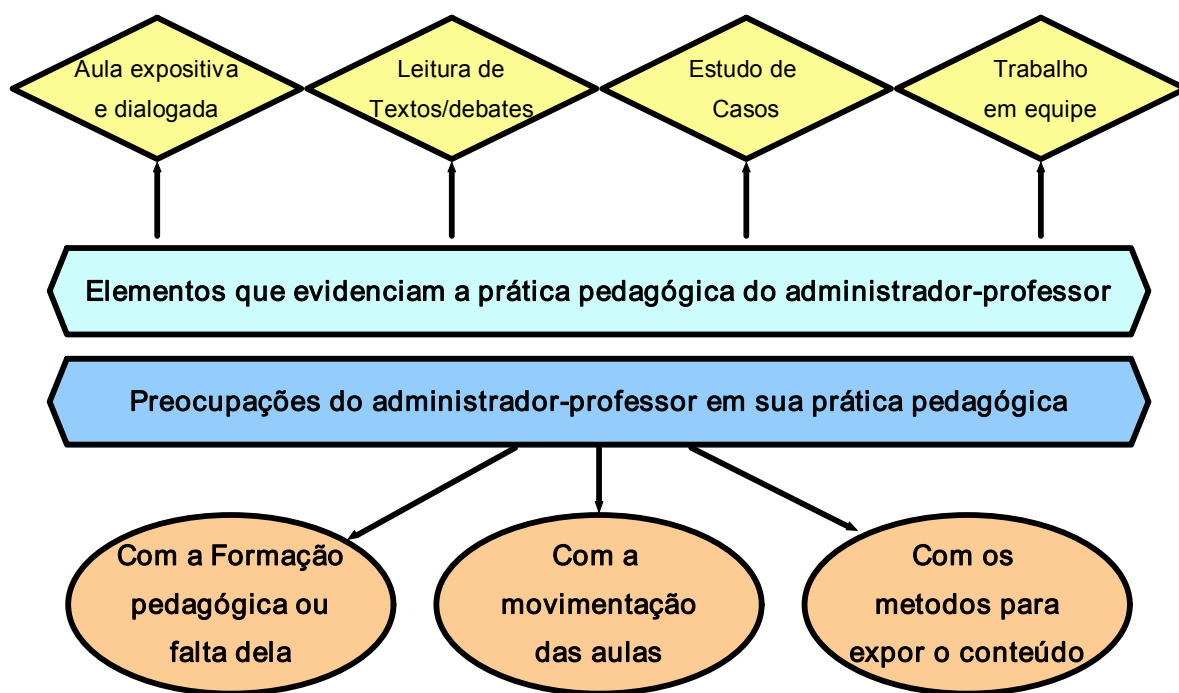 Aula expositiva
e dialogada
Leitura de
Textos/debates
Estudo de
Casos
Trabalho
em equipe
Elementos que evidenciam a prática pedagógica do administrador-professor
Preocupações do administrador-professor em sua prática pedagógica
Com a Formação
pedagógica ou
falta dela
Com a
movimentação
das aulas
Com os
metodos para
expor o conteúdo